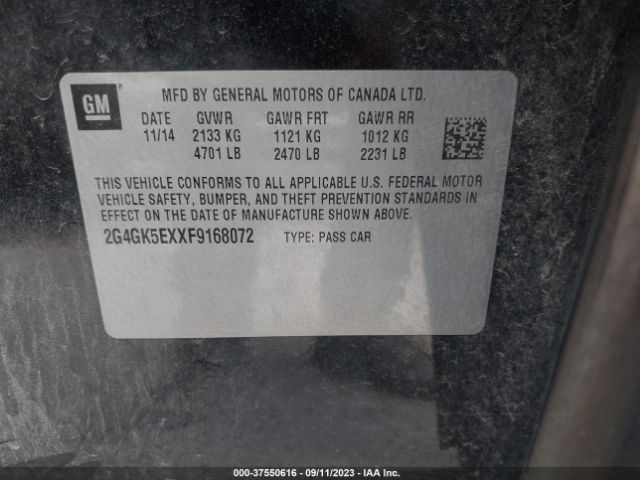 GM
MFD BY GENERAL MOTORS OF CANADA LTD.
DATE GVWR GAWR FRT GAWR RR
11/14 2133 KG 1121 KG 1012 KG
4701 LB 2470 LB 2231 LB
THIS VEHICLE CONFORMS TO ALL APPLICABLE U.S. FEDERAL MOTOR
VEHICLE SAFETY, BUMPER, AND THEFT PREVENTION STANDARDS IN
EFFECT ON THE DATE OF MANUFACTURE SHOWN ABOVE.
2G4GK5EXXF9168072 TYPE: PASS CAR
000-37550616 - 09/11/2023 - IAA Inc.